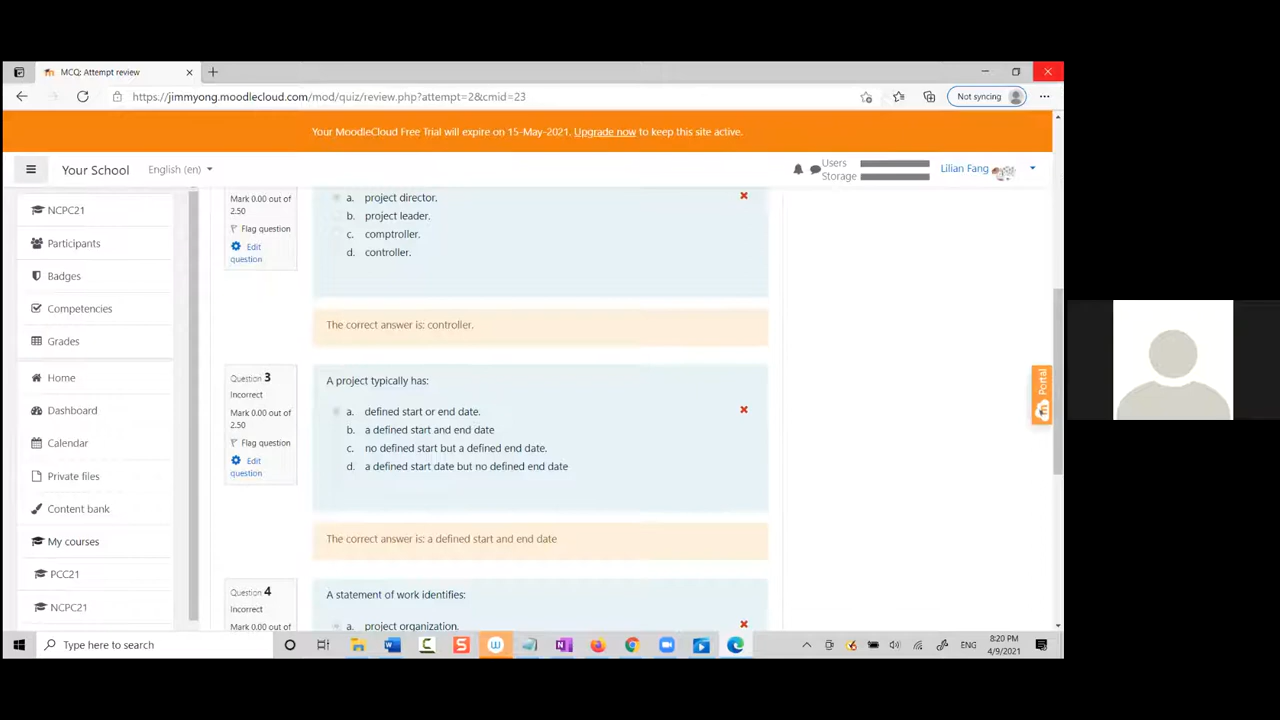 MCQ: Attempt review
https://jimmyong.moodlecloud.com/mod/quiz/review.php?attempt=2&cmid=23
Not syncing
Your MoodleCloud Free Trial will expire on 15-May-2021. Upgrade now to keep this site active.
Your School
English (en)
Users
Storage
Lilian Fang
NCPC21
Participants
Badges
Competencies
Grades
Home
Dashboard
Calendar
Private files
Content bank
My courses
PCC21
NCPC21
Mark 0.00 out of
2.50
Flag question
Edit
question
a. project director.
b. project leader.
c. comptroller.
d. controller.
The correct answer is: controller.
Question 3
Incorrect
Mark 0.00 out of
2.50
Flag question
Edit
question
A project typically has:
a. defined start or end date.
b. a defined start and end date
c. no defined start but a defined end date.
d. a defined start date but no defined end date
The correct answer is: a defined start and end date
Question 4
Incorrect
Mark 0.00 out of
A statement of work identifies:
a. project organization.
Portal
Type here to search
ENG
8:20 PM
4/9/2021